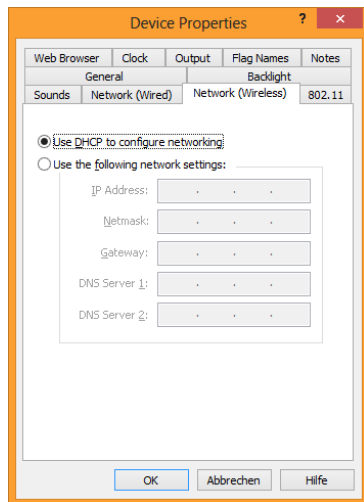 Device Properties ? ×
Web Browser Clock Output Flag Names Notes
General Backlight
Sounds Network (Wired) Network (Wireless) 802.11
Use DHCP to configure networking
Use the following network settings:
IP Address: . . .
Netmask: . . .
Gateway: . . .
DNS Server 1: . . .
DNS Server 2: . . .
OK Abbrechen Hilfe